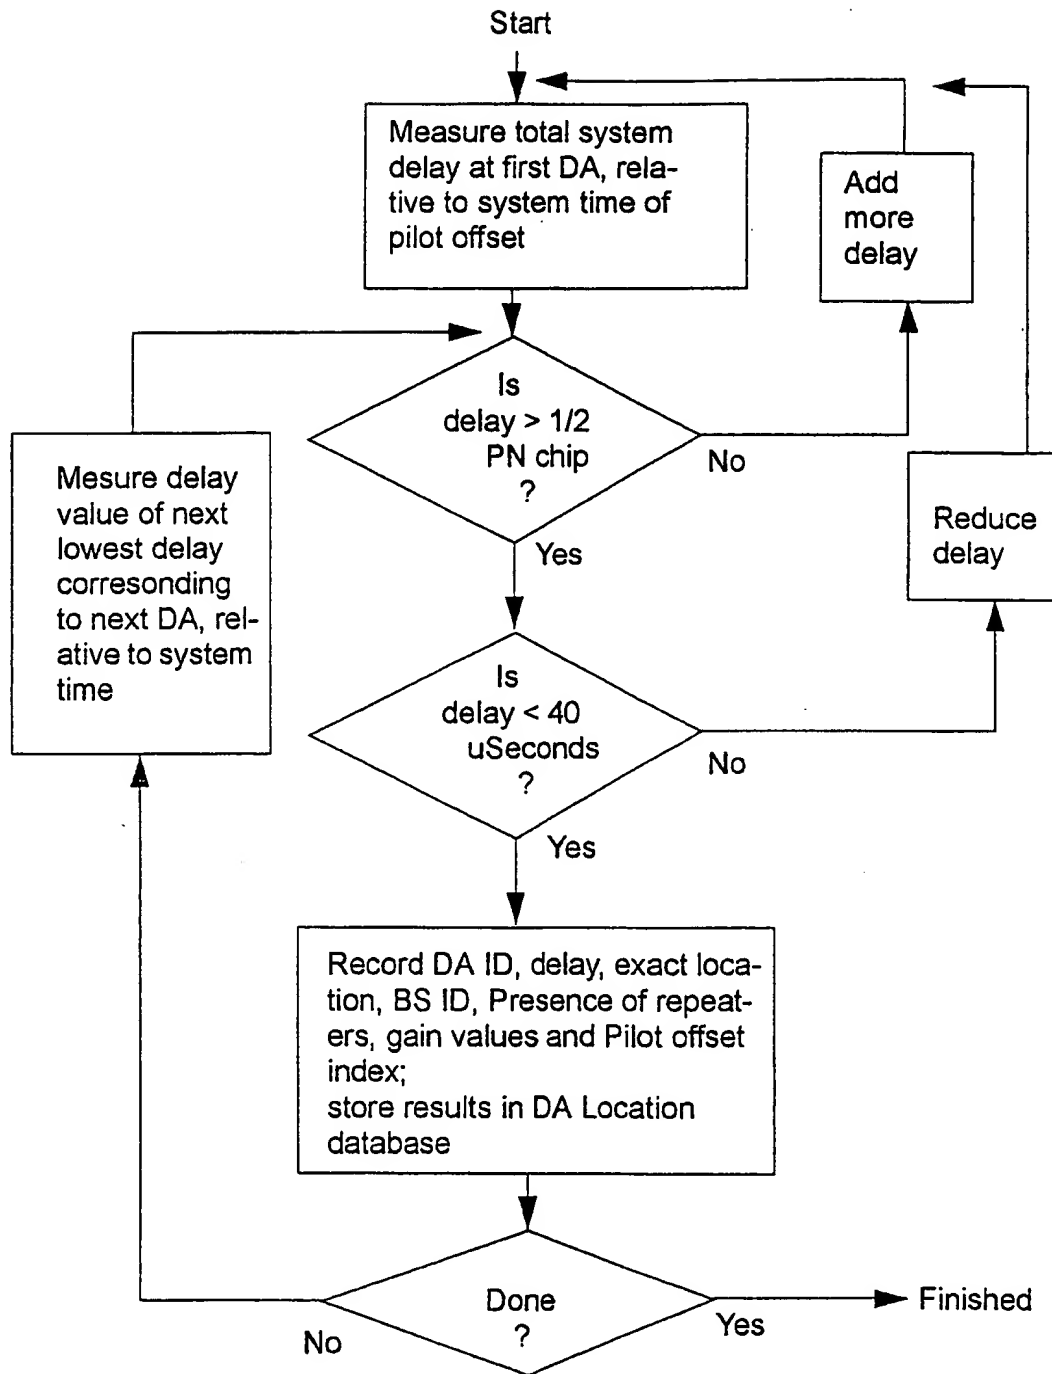 Start
Measure total system
delay at first DA, rela-
tive to system time of
pilot offset
Add
more
delay
Is
delay > 1/2
PN chip
?
No
Yes
Mesure delay
value of next
lowest delay
corresonding
to next DA, rel-
ative to system
time
Reduce
delay
Is
delay < 40
uSeconds
?
No
Yes
Record DA ID, delay, exact loca-
tion, BS ID, Presence of repeat-
ers, gain values and Pilot offset
index;
store results in DA Location
database
Done
?
No
Yes
Finished